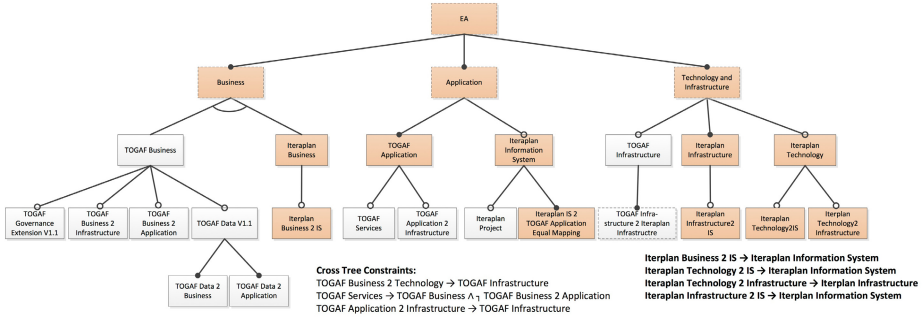 EA
Business
Application
Technology and
Infrastructure
TOGAF Business
Iteraplan
Business
TOGAF
Application
Iteraplan
Information
System
TOGAF
Infrastructure
Iteraplan
Infrastructure
Iteraplan
Technology
TOGAF
Governance
Extension V1.1
TOGAF
Business 2
Infrastructure
TOGAF
Business 2
Application
TOGAF Data V1.1
Iterplan
Business 2 IS
TOGAF
Services
TOGAF
Application 2
Infrastructure
Iteraplan
Project
Iteraplan IS 2
TOGAF Application
Equal Mapping
TOGAF Infra-
structure 2 Iteraplan
Infrastructre
Iteraplan
Infrastructure2
IS
Iteraplan
Technology2IS
Iterplan
Technology2
Infrastructure
TOGAF Data 2
Business
TOGAF Data 2
Application
Cross Tree Constraints:
TOGAF Business 2 Technology → TOGAF Infrastructure
TOGAF Services → TOGAF Business Λ ┐ TOGAF Business 2 Application
TOGAF Application 2 Infrastructure → TOGAF Infrastructure
Iterplan Business 2 IS → Iteraplan Information System
Iteraplan Technology 2 IS → Iteraplan Information System
Iteraplan Technology 2 Infrastructure → Iterplan Infrastructure
Iteraplan Infrastructure 2 IS → Iterplan Information System